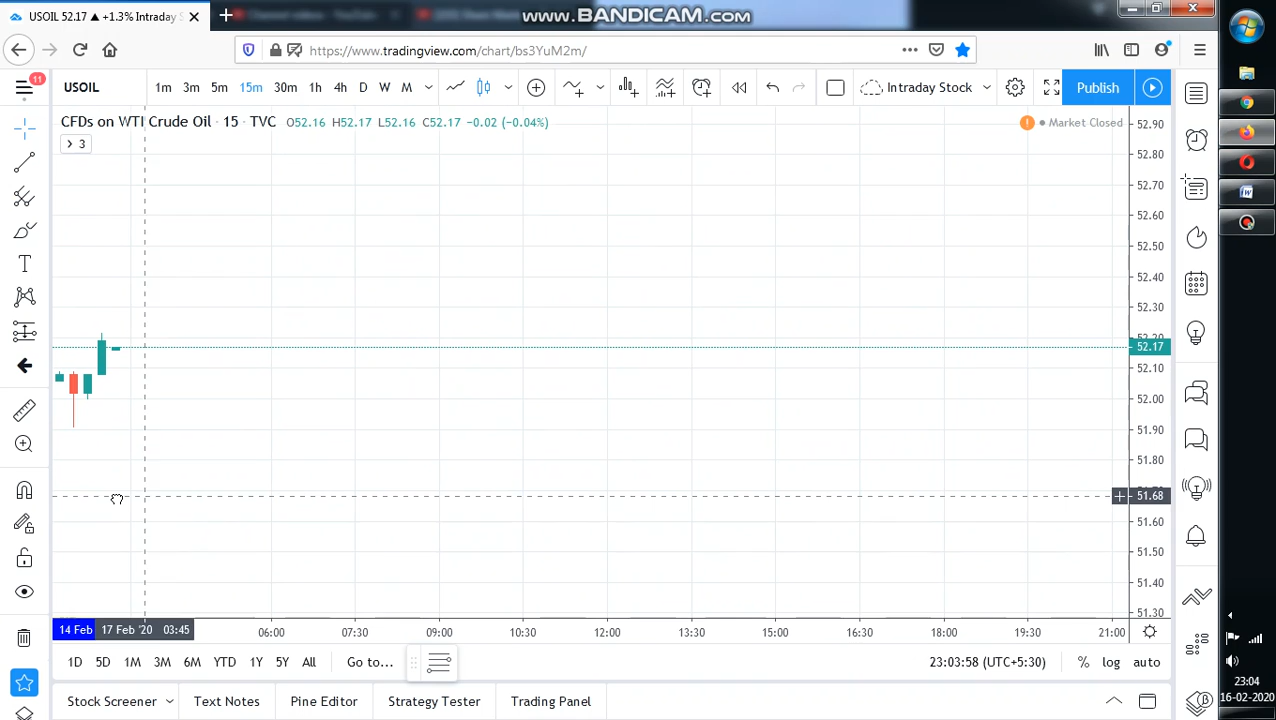 USOIL 52.17 ▲ +1.3% Intraday S
www.BANDICAM.com
https://www.tradingview.com/chart/bs3YuM2m/
11
USOIL 1m 3m 5m 15m 30m 1h 4h D W M Intraday Stock Publish
CFDs on WTI Crude Oil · 15 · TVC O52.16 H52.17 L52.16 C52.17 −0.02 (−0.04%) Market Closed
3
52.90
52.80
52.70
52.60
52.50
52.40
52.30
52.20
52.17
52.10
52.00
51.90
51.80
51.68
51.60
51.50
51.40
51.30
14 Feb 17 Feb '20 03:45 06:00 07:30 09:00 10:30 12:00 13:30 15:00 16:30 18:00 19:30 21:00
1D 5D 1M 3M 6M YTD 1Y 5Y All Go to... 23:03:58 (UTC+5:30) % log auto
Stock Screener Text Notes Pine Editor Strategy Tester Trading Panel
23:04
16-02-2020